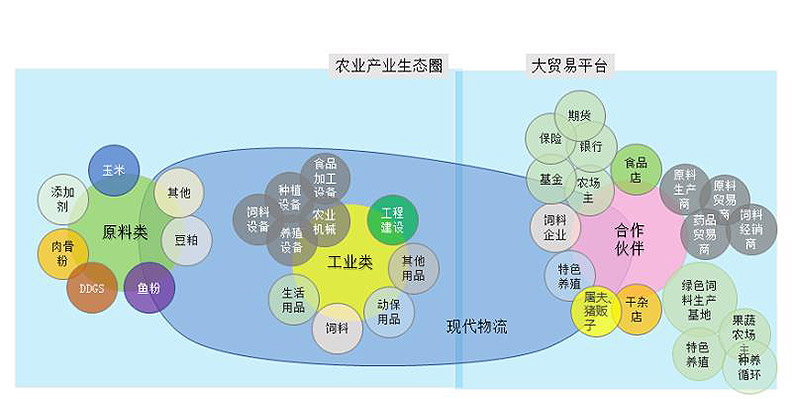 农业产业生态圈
大贸易平台
玉米
添加
剂
其他
原料类
豆粕
肉骨
粉
DDGS
鱼粉
食品
加工
设备
种植
设备
饲料
设备
农业
机械
养殖
设备
工程
建设
工业类
其他
用品
生活
用品
动保
用品
饲料
现代物流
期货
保险
银行
食品
店
基金
农场
主
饲料
企业
合作
伙伴
特色
养殖
屠夫、
猪贩
子
干杂
店
原料
生产
商
原料
贸易
商
药品
贸易
商
饲料
经销
商
绿色饲
料生产
基地
果蔬
农场
主
特色
养殖
种养
循环